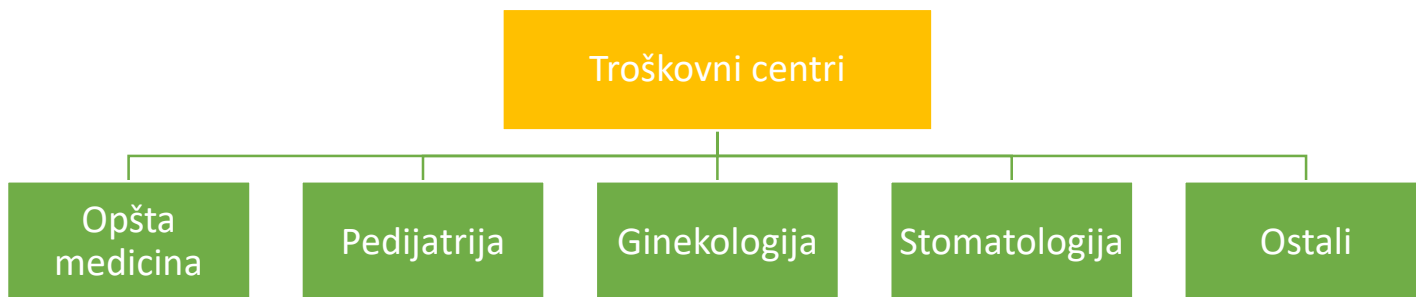 Troškovni centri
Opšta
medicina
Pedijatrija
Ginekologija
Stomatologija
Ostali